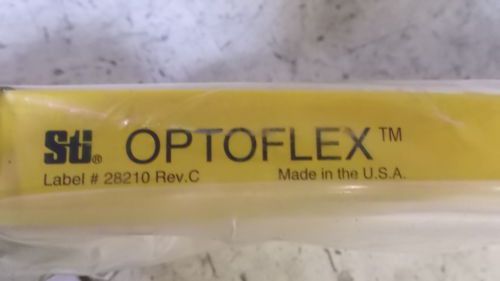 Sti® OPTOFLEX™
Label # 28210 Rev.C Made in the U.S.A.